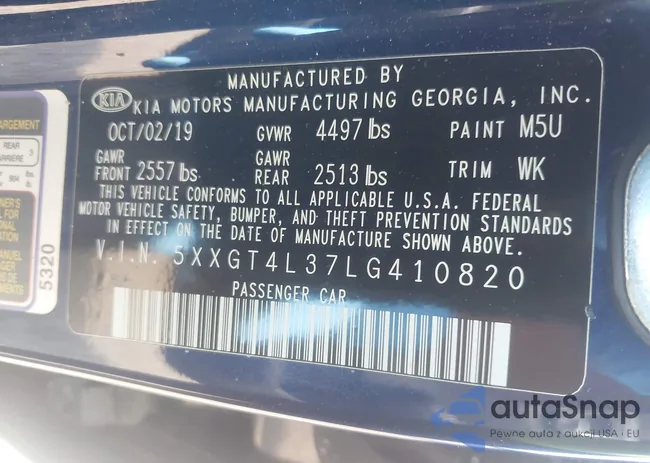 MANUFACTURED BY
KIA KIA MOTORS MANUFACTURING GEORGIA, INC.
OCT/02/19 GVWR 4497 lbs PAINT M5U
GAWR FRONT 2557 lbs GAWR REAR 2513 lbs TRIM WK
THIS VEHICLE CONFORMS TO ALL APPLICABLE U.S.A. FEDERAL
MOTOR VEHICLE SAFETY, BUMPER, AND THEFT PREVENTION STANDARDS
IN EFFECT ON THE DATE OF MANUFACTURE SHOWN ABOVE.
V.I.N. 5XXGT4L37LG410820
PASSENGER CAR
ARGEMENT
REAR 3
5320
autaSnap
Pewne auta z aukcji USA i EU